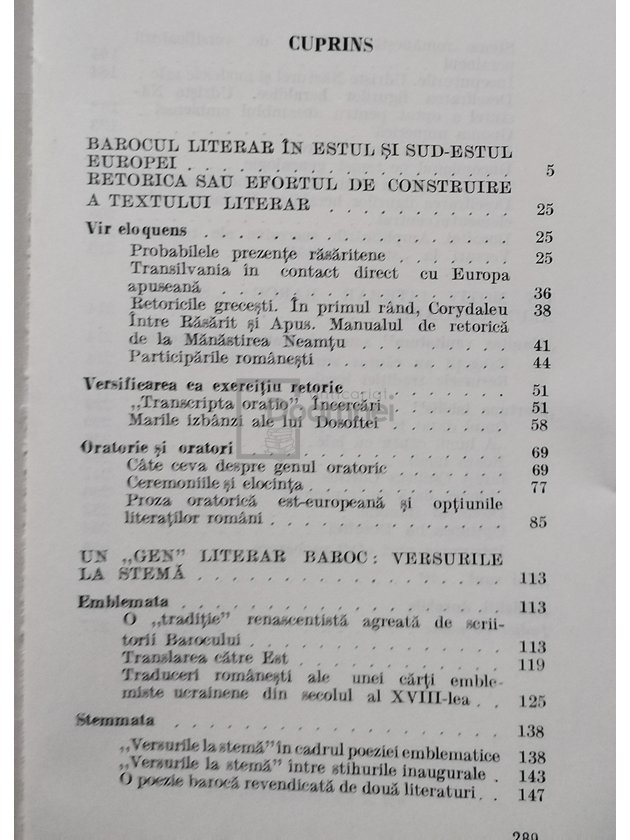 CUPRINS
BAROCUL LITERAR ÎN ESTUL ȘI SUD-ESTUL
EUROPEI . . . . . . . . . . . . . . . . . 5
RETORICA SAU EFORTUL DE CONSTRUIRE
A TEXTULUI LITERAR . . . . . . . . . . 25
Vir eloquens . . . . . . . . . . . . . . . 25
Probabilele prezențe răsăritene . . . . . . 25
Transilvania în contact direct cu Europa
apuseană . . . . . . . . . . . . . . . 36
Retoricile grecești. În primul rând, Corydaleu 38
Între Răsărit și Apus. Manualul de retorică
de la Mănăstirea Neamțu . . . . . . . . 41
Participările românești . . . . . . . . . . 44
Versificarea ca exercițiu retoric . . . . . . 51
„Transcripta oratio”. Încercări . . . . . . 51
Marile izbânzi ale lui Dosoftei . . . . . . 58
Oratorie și oratori . . . . . . . . . . . . 69
Câte ceva despre genul oratoric . . . . . . 69
Ceremoniile și elocința . . . . . . . . . . 77
Proza oratorică est-europeană și opțiunile
literaților români . . . . . . . . . . . . 85
UN „GEN” LITERAR BAROC : VERSURILE
LA STEMĂ . . . . . . . . . . . . . . . . 113
Emblemata . . . . . . . . . . . . . . . . 113
O „tradiție” renascentistă agreată de scrii-
torii Barocului . . . . . . . . . . . . . 113
Translarea către Est . . . . . . . . . . . 119
Traduceri românești ale unei cărți emble-
miste ucrainene din secolul al XVIII-lea . . 125
Stemmata . . . . . . . . . . . . . . . . 138
„Versurile la stemă” în cadrul poeziei emblematice 138
„Versurile la stemă” între stihurile inaugurale . 143
O poezie barocă revendicată de două literaturi . . 147
289